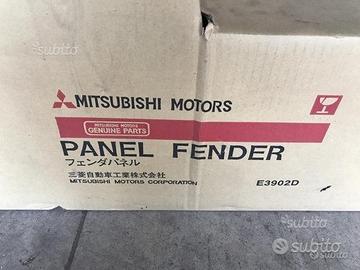 subito
subito
MITSUBISHI MOTORS
MITSUBISHI MOTORS
GENUINE PARTS
PANEL FENDER
フェンダパネル
三菱自動車工業株式会社
MITSUBISHI MOTORS CORPORATION
E3902D
subito
subito